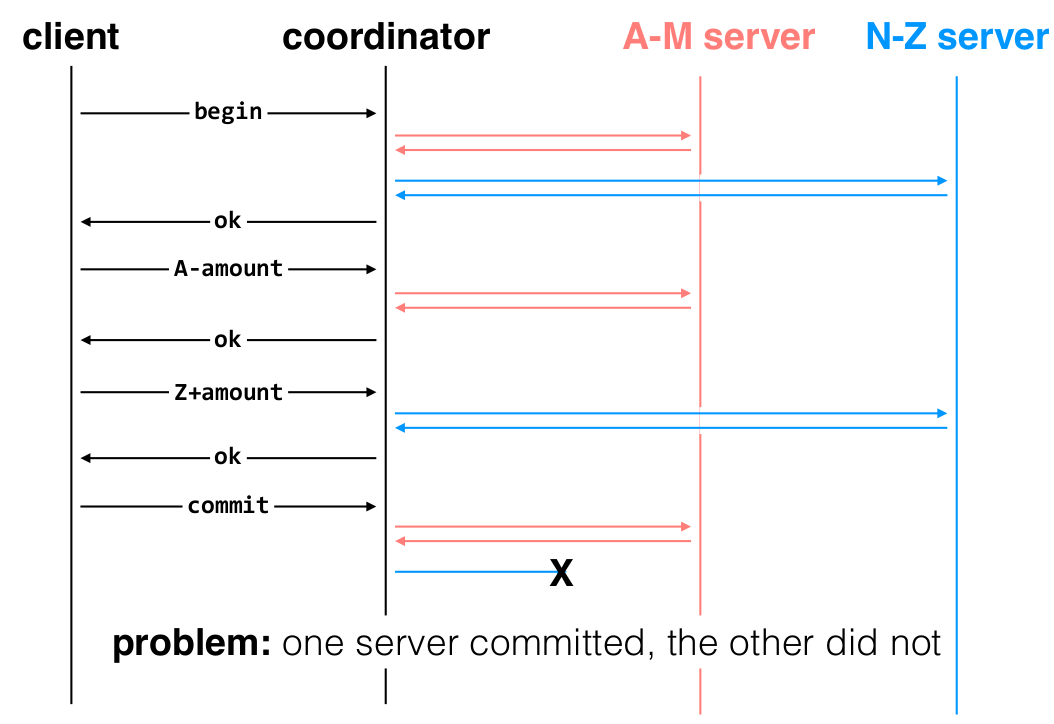 client coordinator A-M server N-Z server
begin
ok
A-amount
ok
Z+amount
ok
commit
X
problem: one server committed, the other did not